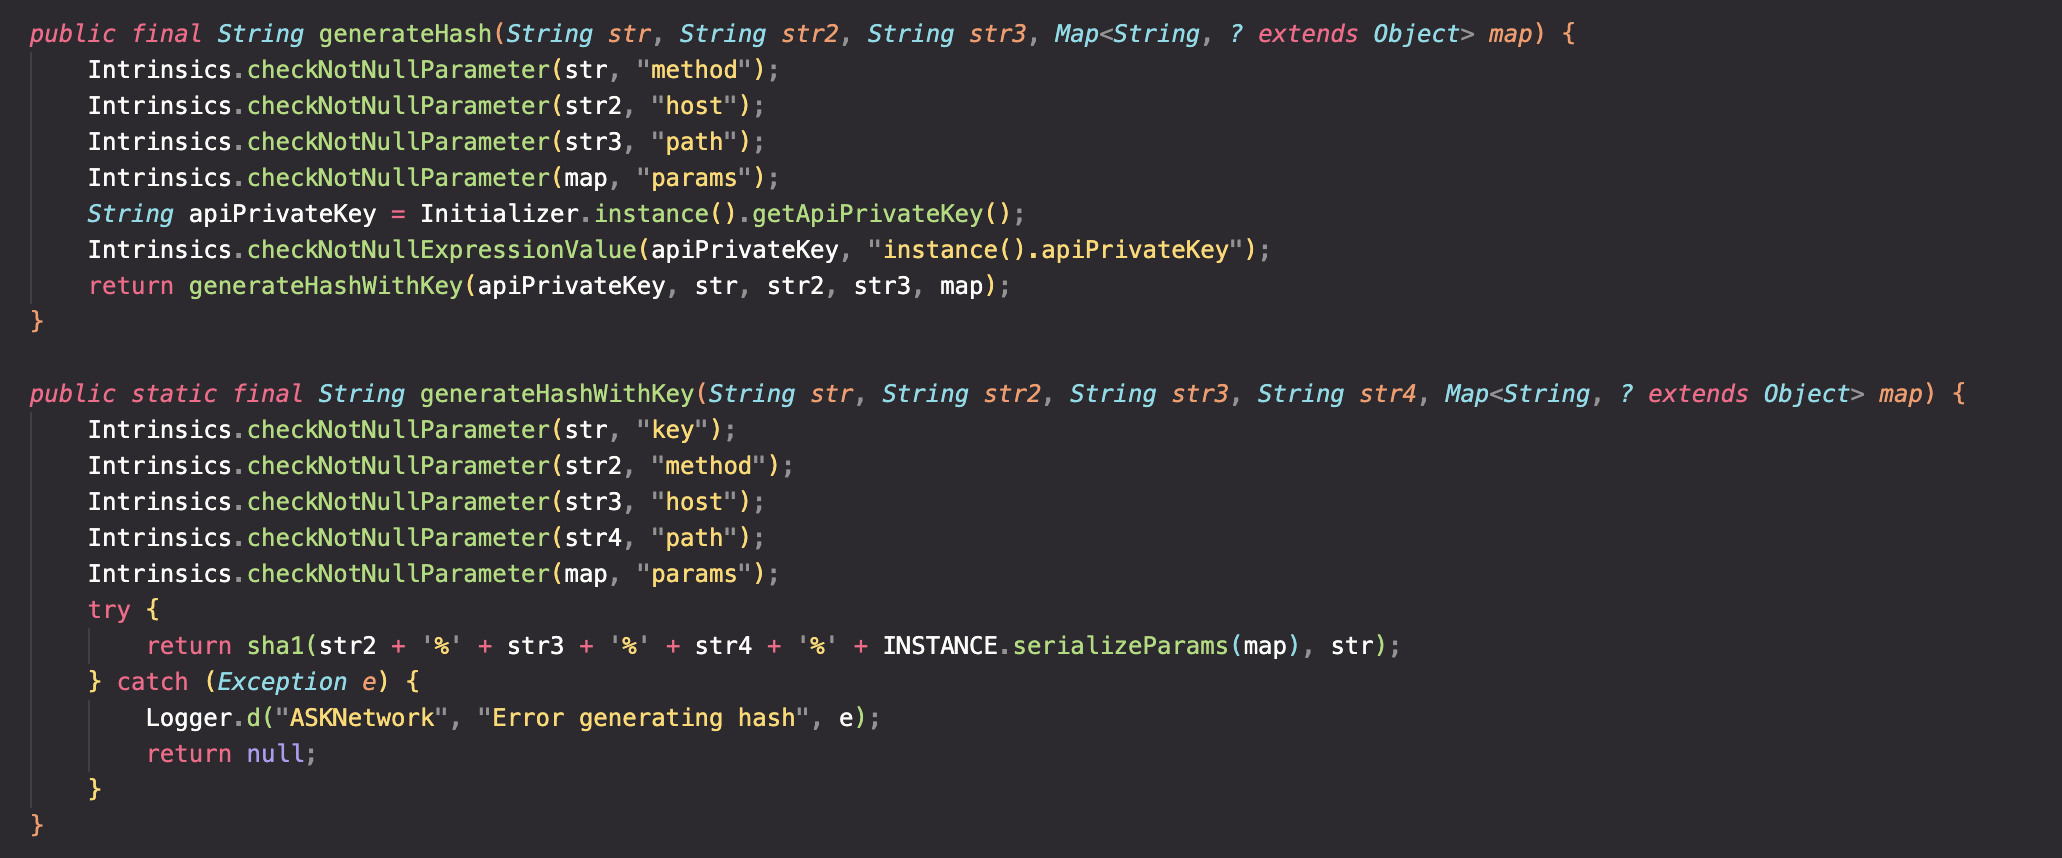 public final String generateHash(String str, String str2, String str3, Map<String, ? extends Object> map) {
Intrinsics.checkNotNullParameter(str, "method");
Intrinsics.checkNotNullParameter(str2, "host");
Intrinsics.checkNotNullParameter(str3, "path");
Intrinsics.checkNotNullParameter(map, "params");
String apiPrivateKey = Initializer.instance().getApiPrivateKey();
Intrinsics.checkNotNullExpressionValue(apiPrivateKey, "instance().apiPrivateKey");
return generateHashWithKey(apiPrivateKey, str, str2, str3, map);
}
public static final String generateHashWithKey(String str, String str2, String str3, String str4, Map<String, ? extends Object> map) {
Intrinsics.checkNotNullParameter(str, "key");
Intrinsics.checkNotNullParameter(str2, "method");
Intrinsics.checkNotNullParameter(str3, "host");
Intrinsics.checkNotNullParameter(str4, "path");
Intrinsics.checkNotNullParameter(map, "params");
try {
return sha1(str2 + '%' + str3 + '%' + str4 + '%' + INSTANCE.serializeParams(map), str);
} catch (Exception e) {
Logger.d("ASKNetwork", "Error generating hash", e);
return null;
}
}